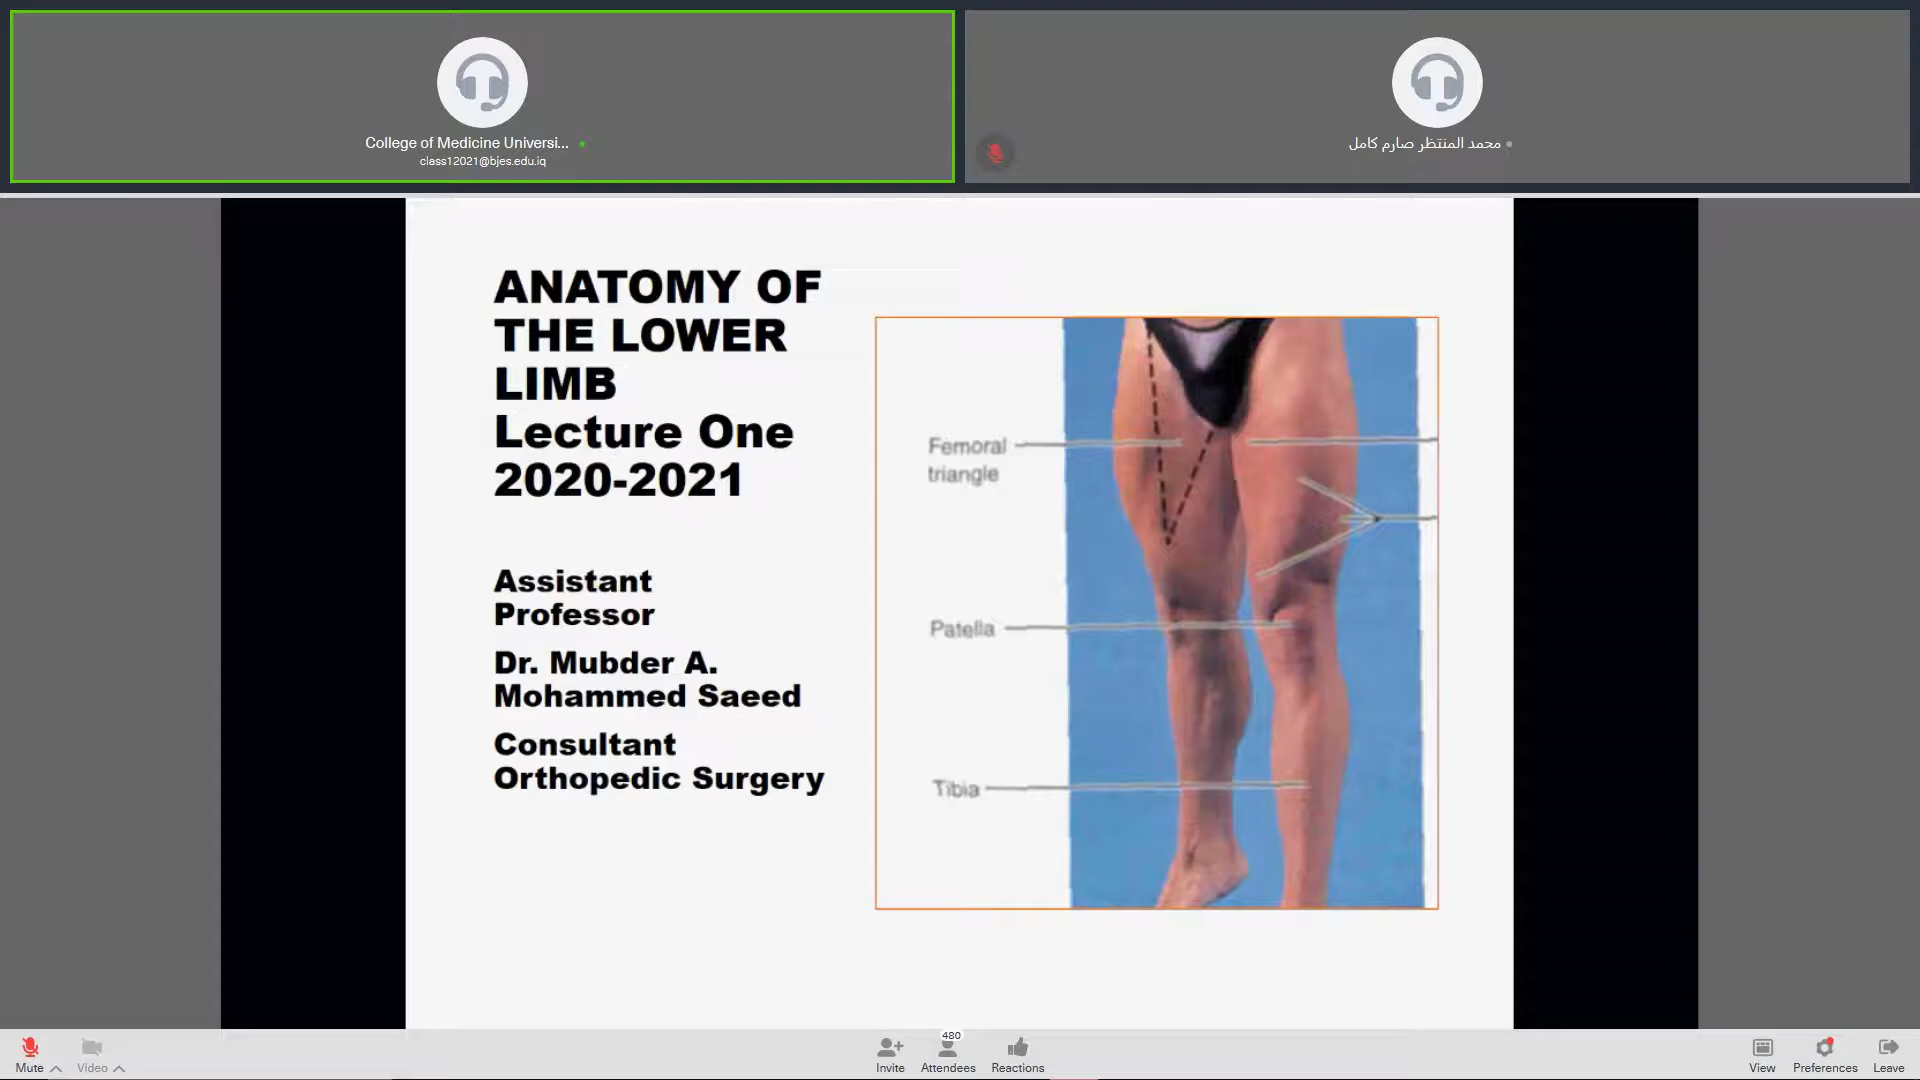 College of Medicine Universi...
class12021@bjes.edu.iq
محمد المنتظر صارم كامل
ANATOMY OF
THE LOWER
LIMB
Lecture One
2020-2021
Assistant
Professor
Dr. Mubder A.
Mohammed Saeed
Consultant
Orthopedic Surgery
Femoral
triangle
Patella
Tibia
Mute
Video
Invite
480
Attendees
Reactions
View
Preferences
Leave